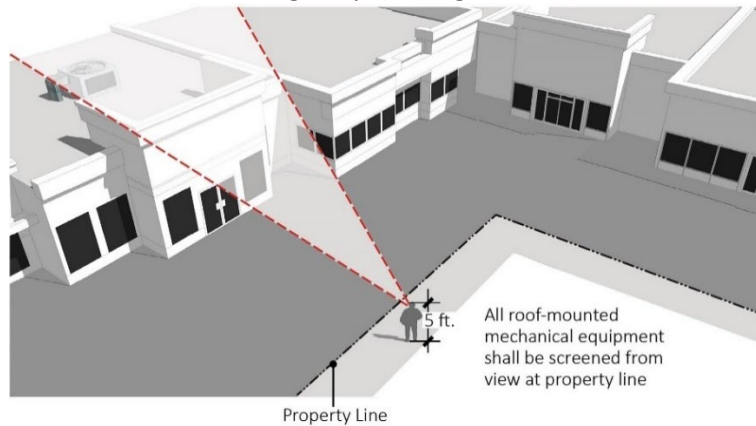 5 ft.
All roof-mounted
mechanical equipment
shall be screened from
view at property line
Property Line